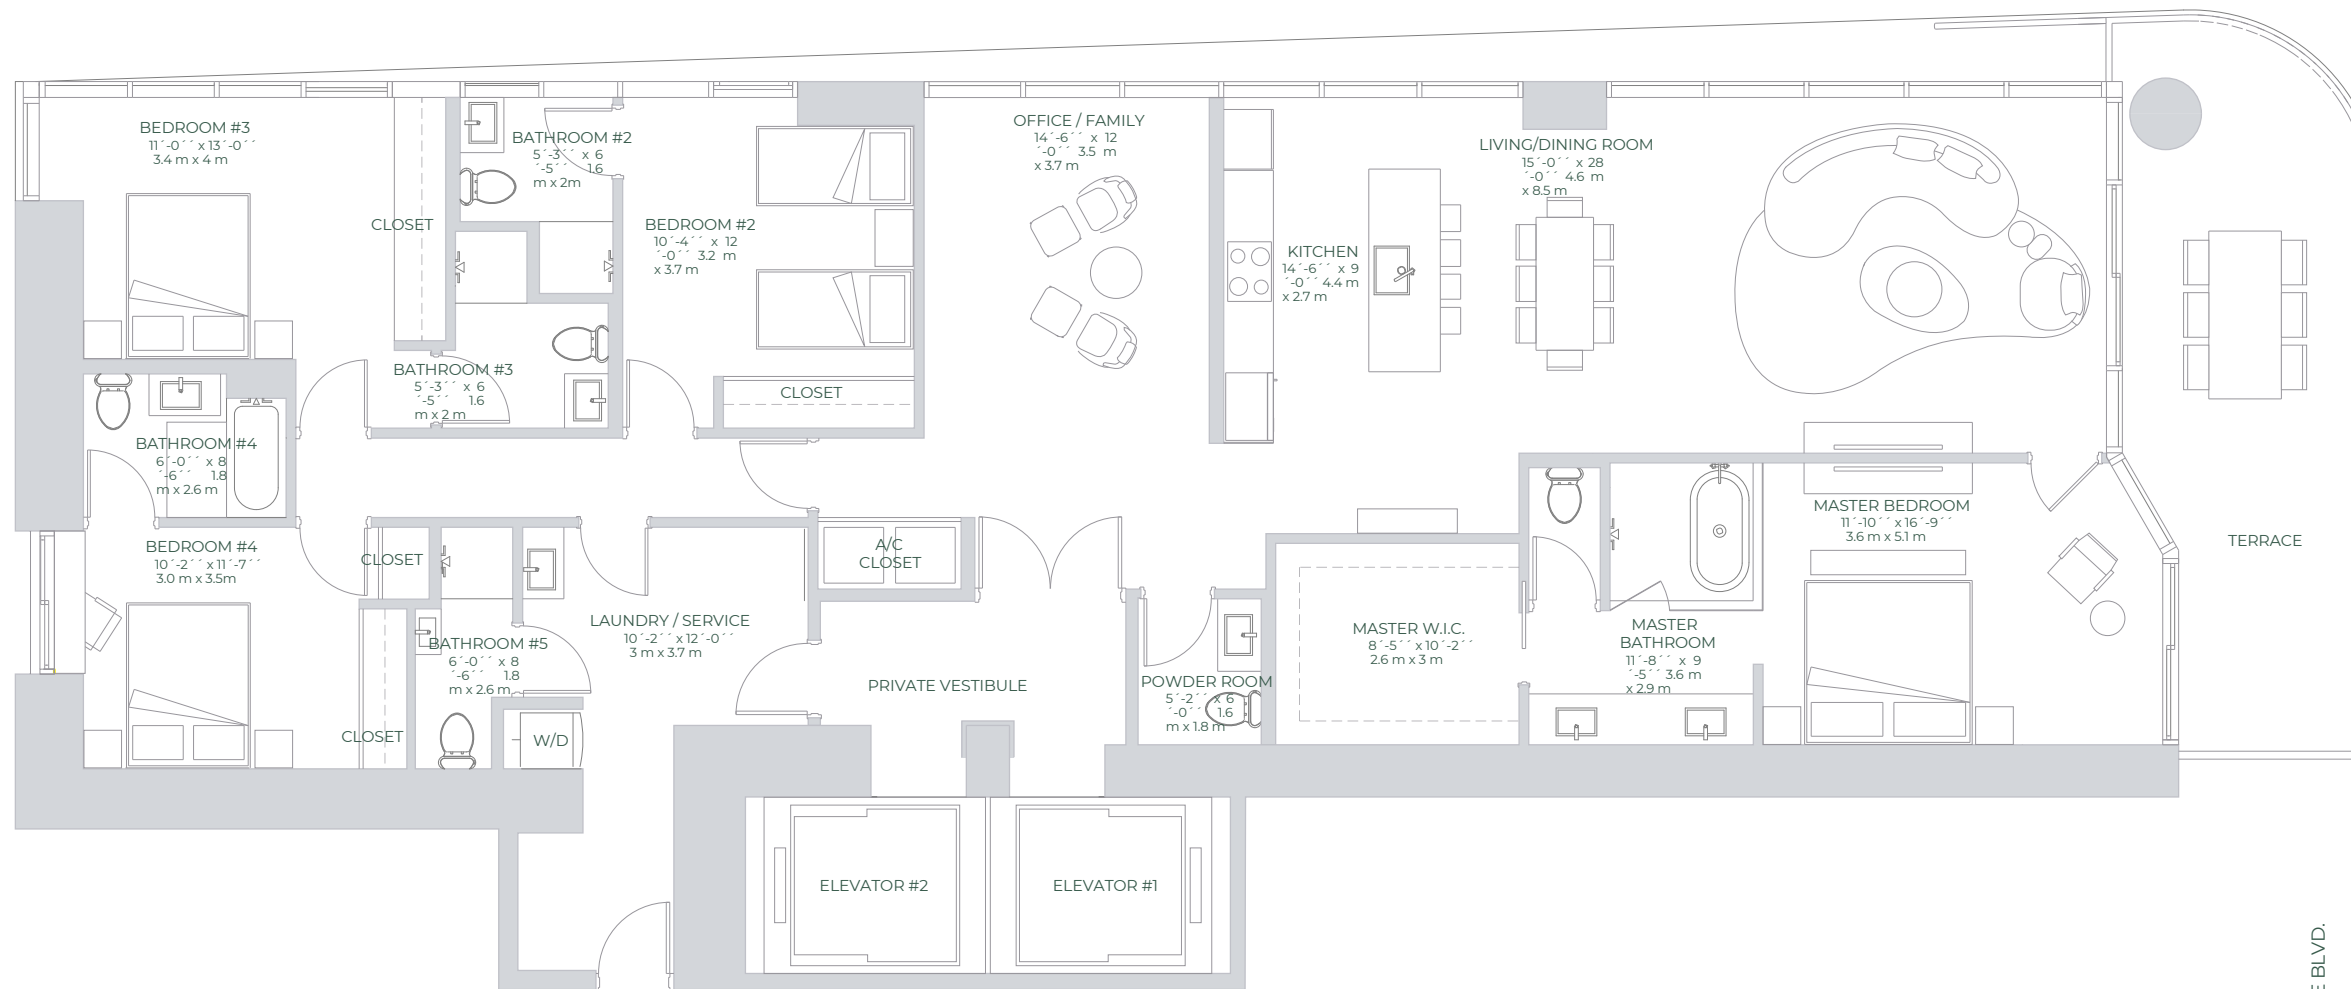 BEDROOM #3
11´-0´´ x 13´-0´´
3.4 m x 4 m
CLOSET
BATHROOM #2
5´-3´´ x 6
´-5´´ 1.6
m x 2m
BEDROOM #2
10´-4´´ x 12
´-0´´ 3.2 m
x 3.7 m
CLOSET
BATHROOM #3
5´-3´´ x 6
´-5´´ 1.6
m x 2 m
OFFICE / FAMILY
14´-6´´ x 12
´-0´´ 3.5 m
x 3.7 m
KITCHEN
14´-6´´ x 9
´-0´´ 4.4 m
x 2.7 m
LIVING/DINING ROOM
15´-0´´ x 28
´-0´´ 4.6 m
x 8.5 m
BATHROOM #4
6´-0´´ x 8
´-6´´ 1.8
m x 2.6 m
BEDROOM #4
10´-2´´ x 11´-7´´
3.0 m x 3.5m
CLOSET
CLOSET
BATHROOM #5
6´-0´´ x 8
´-6´´ 1.8
m x 2.6 m
W/D
LAUNDRY / SERVICE
10´-2´´ x 12´-0´´
3 m x 3.7 m
A/C
CLOSET
PRIVATE VESTIBULE
POWDER ROOM
5´-2´´ x 6
´-0´´ 1.6
m x 1.8 m
MASTER W.I.C.
8´-5´´ x 10´-2´´
2.6 m x 3 m
MASTER
BATHROOM
11´-8´´ x 9
´-5´´ 3.6 m
x 2.9 m
MASTER BEDROOM
11´-10´´ x 16´-9´´
3.6 m x 5.1 m
TERRACE
ELEVATOR #2
ELEVATOR #1
BLVD.